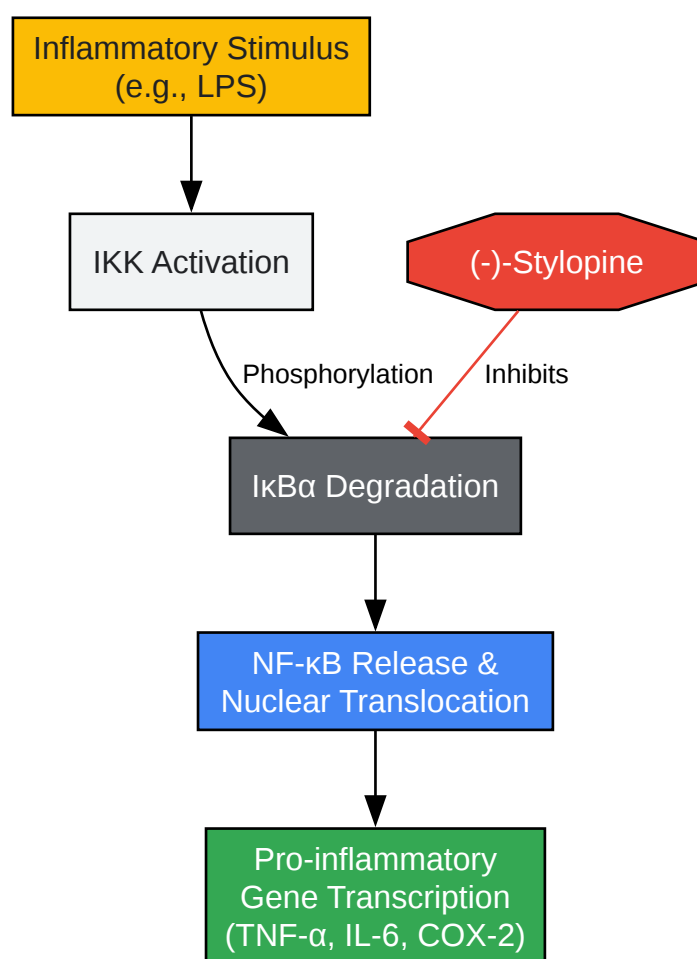 Inflammatory Stimulus
(e.g., LPS)
IKK Activation
(-)-Stylopine
Phosphorylation
Inhibits
IκBα Degradation
NF-κB Release &
Nuclear Translocation
Pro-inflammatory
Gene Transcription
(TNF-α, IL-6, COX-2)